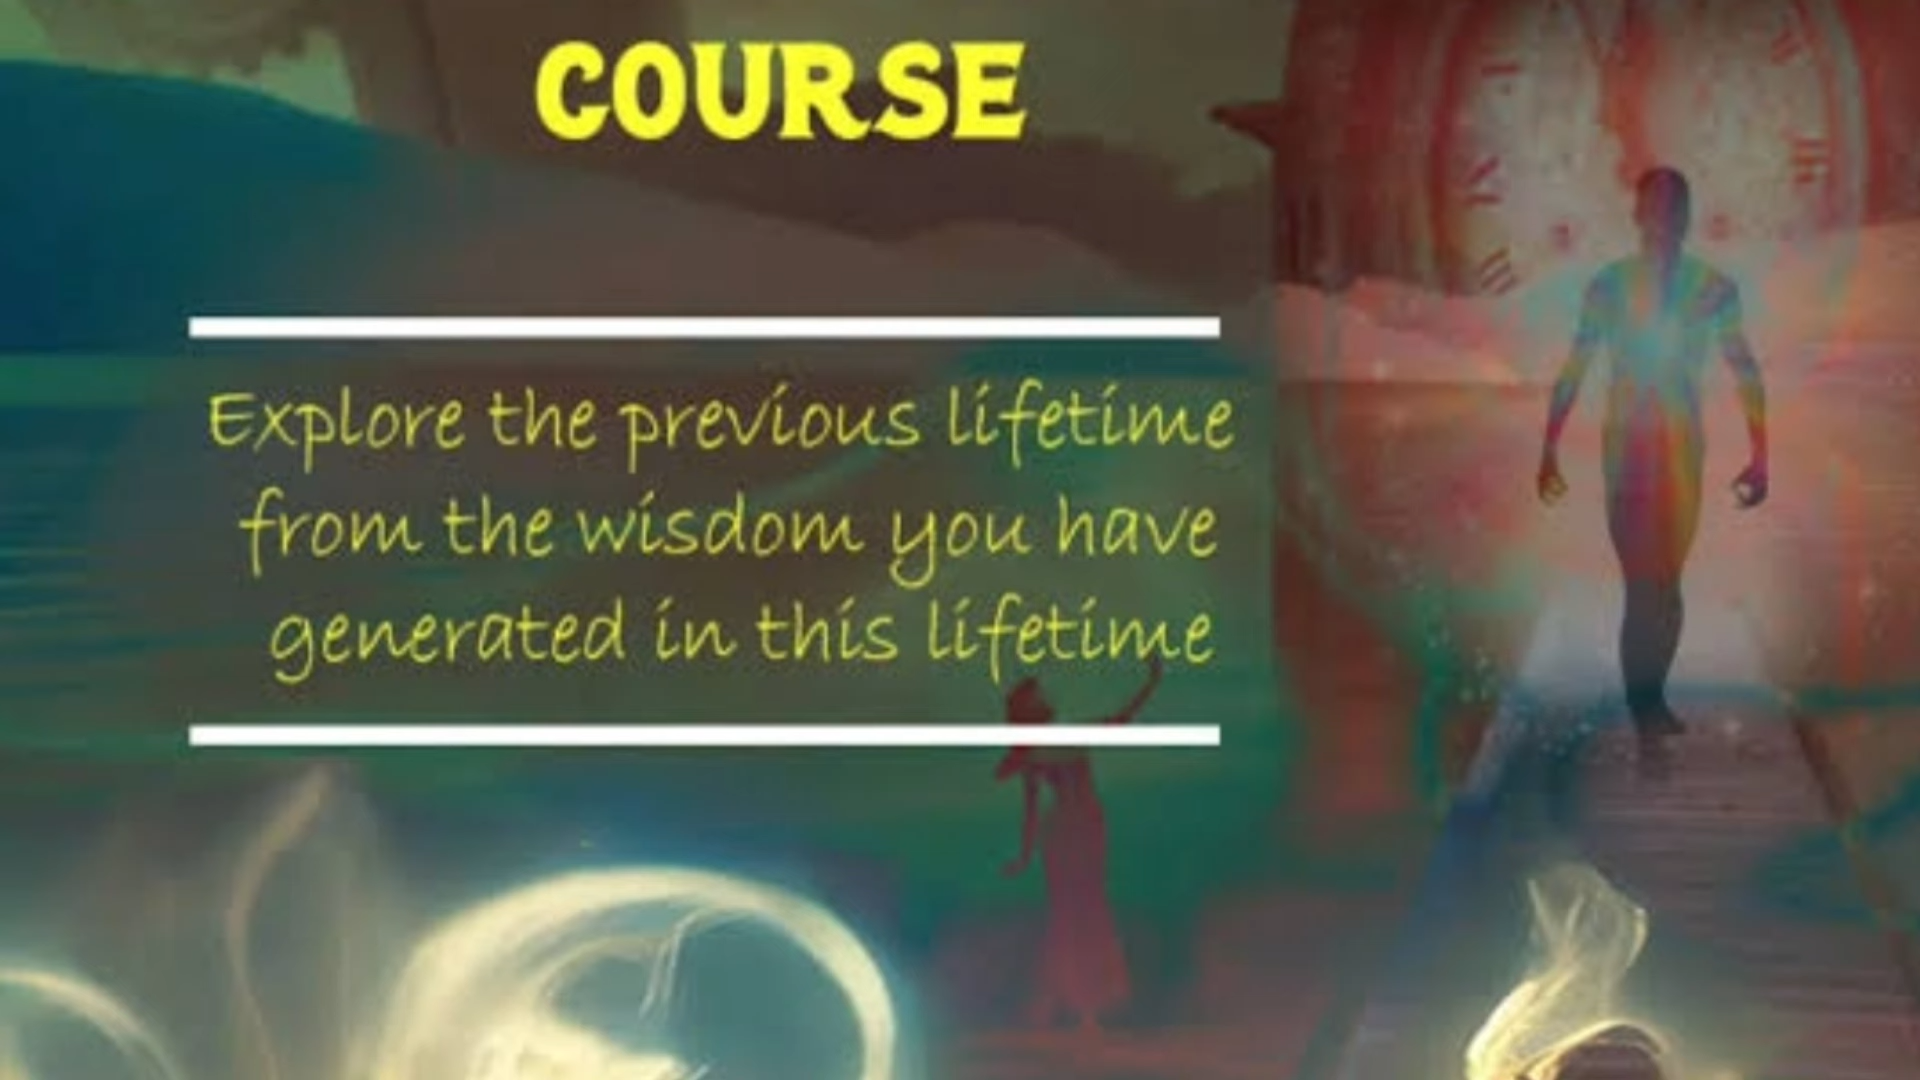 COURSE
Explore the previous lifetime
from the wisdom you have
generated in this lifetime